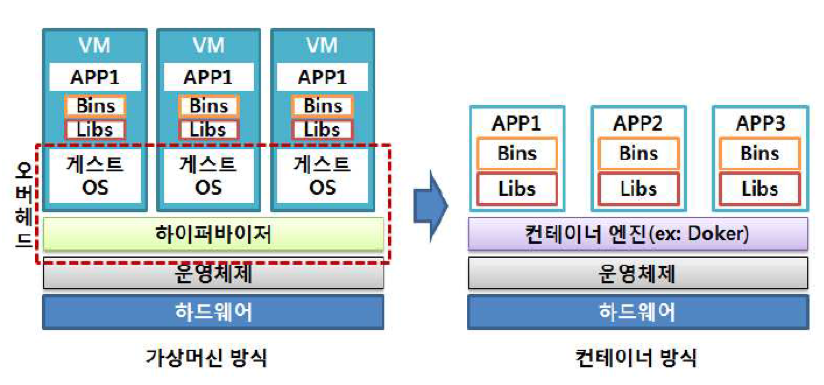 VM VM VM
APP1 APP1 APP1
Bins Bins Bins
Libs Libs Libs
오버헤드
게스트 게스트 게스트
OS OS OS
하이퍼바이저
운영체제
하드웨어
가상머신 방식
APP1 APP2 APP3
Bins Bins Bins
Libs Libs Libs
컨테이너 엔진(ex: Doker)
운영체제
하드웨어
컨테이너 방식